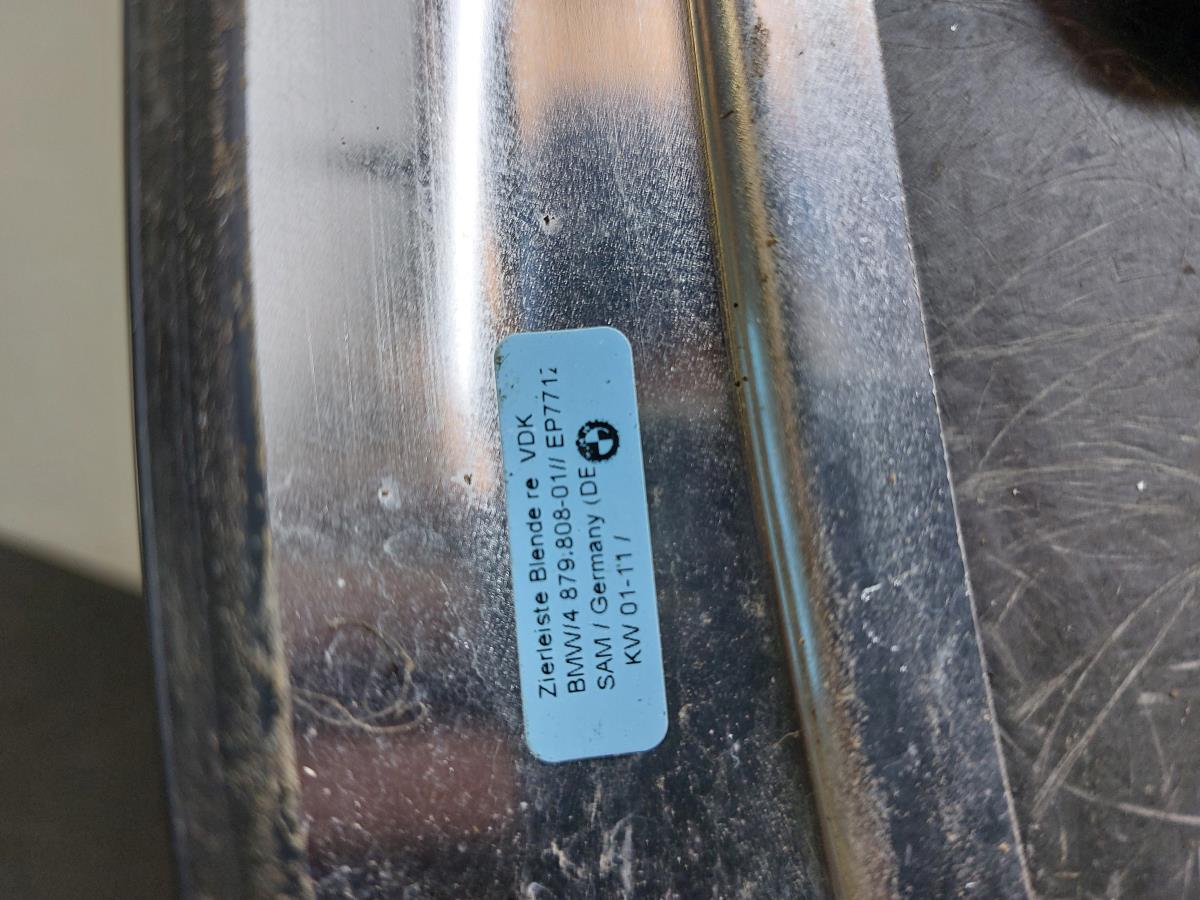 Zierleiste Blende re VDK
BMW/4 879.808-01// EP7712
SAM / Germany (DE
KW 01-11 /